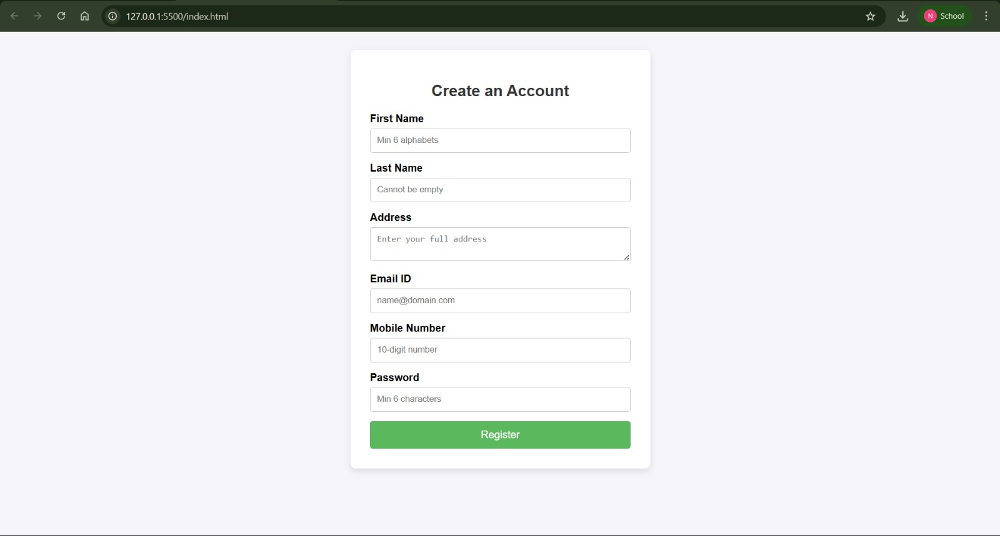 127.0.0.1:5500/index.html
N School
Create an Account
First Name
Min 6 alphabets
Last Name
Cannot be empty
Address
Enter your full address
Email ID
name@domain.com
Mobile Number
10-digit number
Password
Min 6 characters
Register